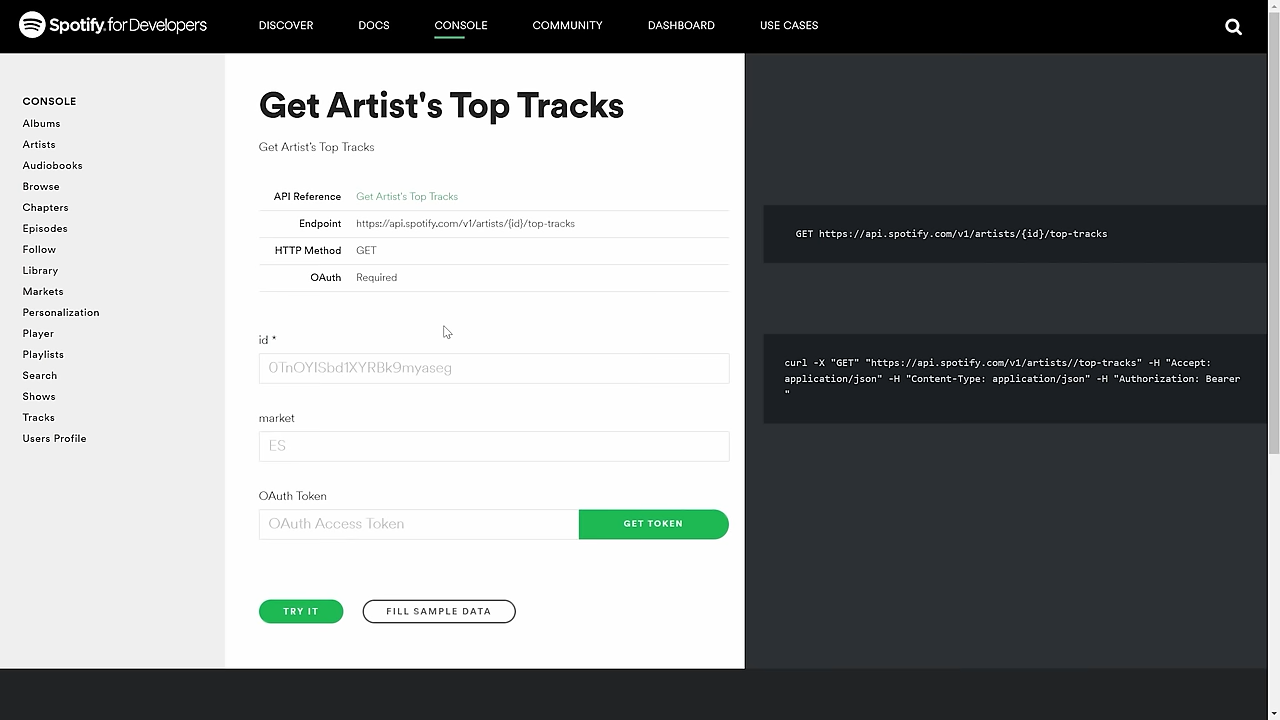 Spotify for Developers
DISCOVER
DOCS
CONSOLE
COMMUNITY
DASHBOARD
USE CASES
CONSOLE
Albums
Artists
Audiobooks
Browse
Chapters
Episodes
Follow
Library
Markets
Personalization
Player
Playlists
Search
Shows
Tracks
Users Profile
Get Artist's Top Tracks
Get Artist's Top Tracks
API Reference Get Artist's Top Tracks
Endpoint https://api.spotify.com/v1/artists/{id}/top-tracks
HTTP Method GET
OAuth Required
id *
0TnOYISbd1XYRBk9myaseg
market
ES
OAuth Token
OAuth Access Token
GET TOKEN
TRY IT
FILL SAMPLE DATA
GET https://api.spotify.com/v1/artists/{id}/top-tracks
curl -X "GET" "https://api.spotify.com/v1/artists//top-tracks" -H "Accept:
application/json" -H "Content-Type: application/json" -H "Authorization: Bearer
"